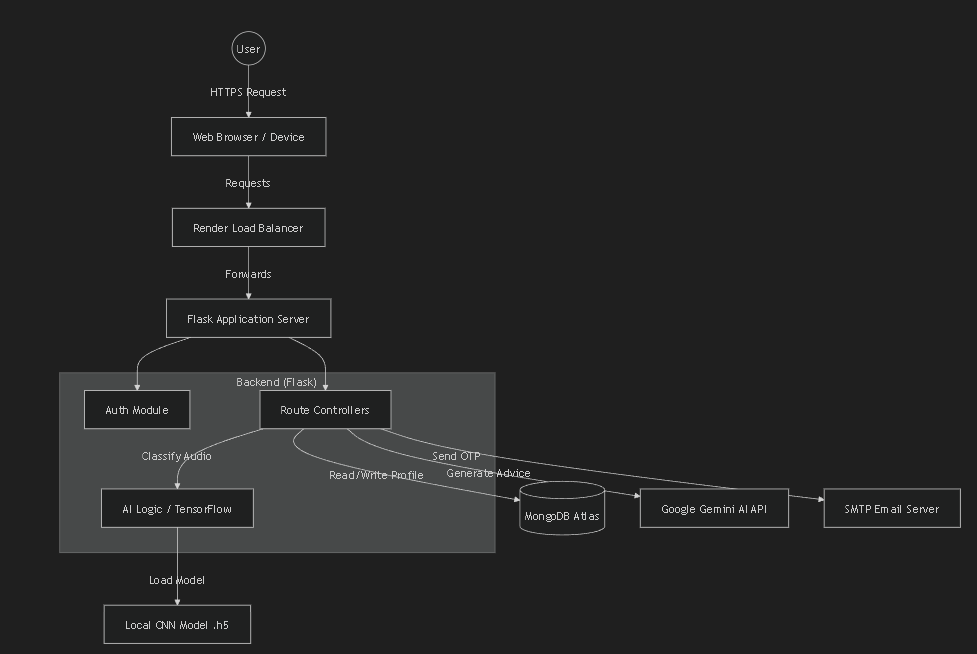 User
HTTPS Request
Web Browser / Device
Requests
Render Load Balancer
Forwards
Flask Application Server
Backend (Flask)
Auth Module
Route Controllers
Classify Audio
Send OTP
Read/Write Profile
Generate Advice
AI Logic / TensorFlow
MongoDB Atlas
Google Gemini AI API
SMTP Email Server
Load Model
Local CNN Model .h5